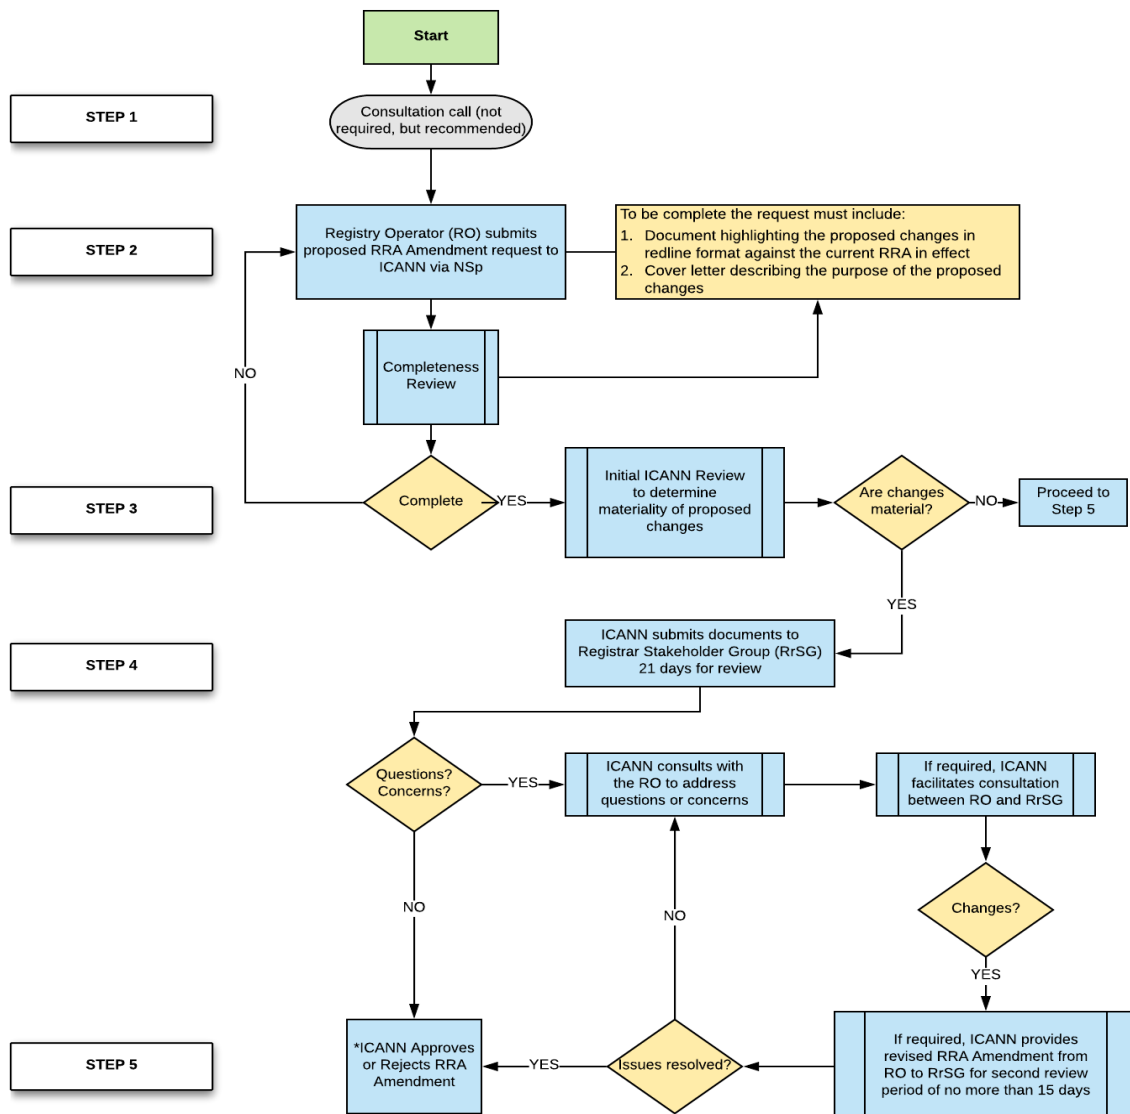 Start
STEP 1
Consultation call (not
required, but recommended)
STEP 2
Registry Operator (RO) submits
proposed RRA Amendment request to
ICANN via NSp
To be complete the request must include:
1. Document highlighting the proposed changes in
redline format against the current RRA in effect
2. Cover letter describing the purpose of the proposed
changes
NO
Completeness
Review
STEP 3
Complete
YES
Initial ICANN Review
to determine
materiality of proposed
changes
Are changes
material?
NO
Proceed to
Step 5
YES
STEP 4
ICANN submits documents to
Registrar Stakeholder Group (RrSG)
21 days for review
Questions?
Concerns?
YES
ICANN consults with
the RO to address
questions or concerns
If required, ICANN
facilitates consultation
between RO and RrSG
NO
NO
Changes?
YES
STEP 5
*ICANN Approves
or Rejects RRA
Amendment
YES
Issues resolved?
If required, ICANN provides
revised RRA Amendment from
RO to RrSG for second review
period of no more than 15 days